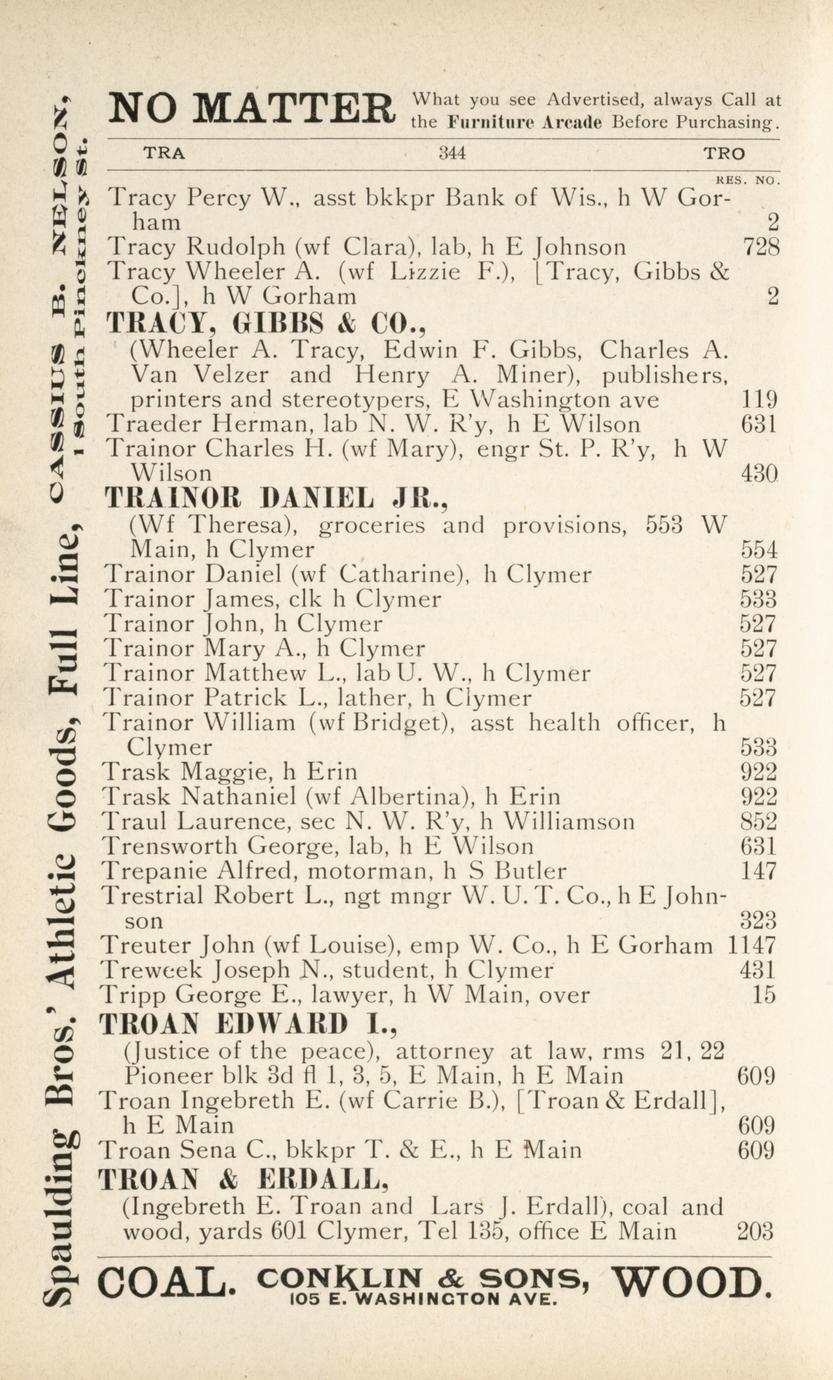 NO MATTER What you see Advertised, always Call at
the Furniture Arcade Before Purchasing.
TRA 344 TRO
RES. NO.
Tracy Percy W., asst bkkpr Bank of Wis., h W Gor-
ham 2
Tracy Rudolph (wf Clara), lab, h E Johnson 728
Tracy Wheeler A. (wf Lizzie F.), [Tracy, Gibbs &
Co.], h W Gorham 2
TRACY, GIBBS & CO.,
(Wheeler A. Tracy, Edwin F. Gibbs, Charles A.
Van Velzer and Henry A. Miner), publishers,
printers and stereotypers, E Washington ave 119
Traeder Herman, lab N. W. R'y, h E Wilson 631
Trainor Charles H. (wf Mary), engr St. P. R'y, h W
Wilson 430
TRAINOR DANIEL JR.,
(Wf Theresa), groceries and provisions, 553 W
Main, h Clymer 554
Trainor Daniel (wf Catharine), h Clymer 527
Trainor James, clk h Clymer 533
Trainor John, h Clymer 527
Trainor Mary A., h Clymer 527
Trainor Matthew L., lab U. W., h Clymer 527
Trainor Patrick L., lather, h Clymer 527
Trainor William (wf Bridget), asst health officer, h
Clymer 533
Trask Maggie, h Erin 922
Trask Nathaniel (wf Albertina), h Erin 922
Traul Laurence, sec N. W. R'y, h Williamson 852
Trensworth George, lab, h E Wilson 631
Trepanie Alfred, motorman, h S Butler 147
Trestrial Robert L., ngt mngr W. U. T. Co., h E John-
son 323
Treuter John (wf Louise), emp W. Co., h E Gorham 1147
Treweek Joseph N., student, h Clymer 431
Tripp George E., lawyer, h W Main, over 15
TROAN EDWARD I.,
(Justice of the peace), attorney at law, rms 21, 22
Pioneer blk 3d fl 1, 3, 5, E Main, h E Main 609
Troan Ingebreth E. (wf Carrie B.), [Troan & Erdall],
h E Main 609
Troan Sena C., bkkpr T. & E., h E Main 609
TROAN & ERDALL,
(Ingebreth E. Troan and Lars J. Erdall), coal and
wood, yards 601 Clymer, Tel 135, office E Main 203
COAL. CONKLIN & SONS, WOOD.
105 E. WASHINGTON AVE.
Spaulding Bros.' Athletic Goods, Full Line, CASSIUS B. NELSON,
1 South Pinckney St.